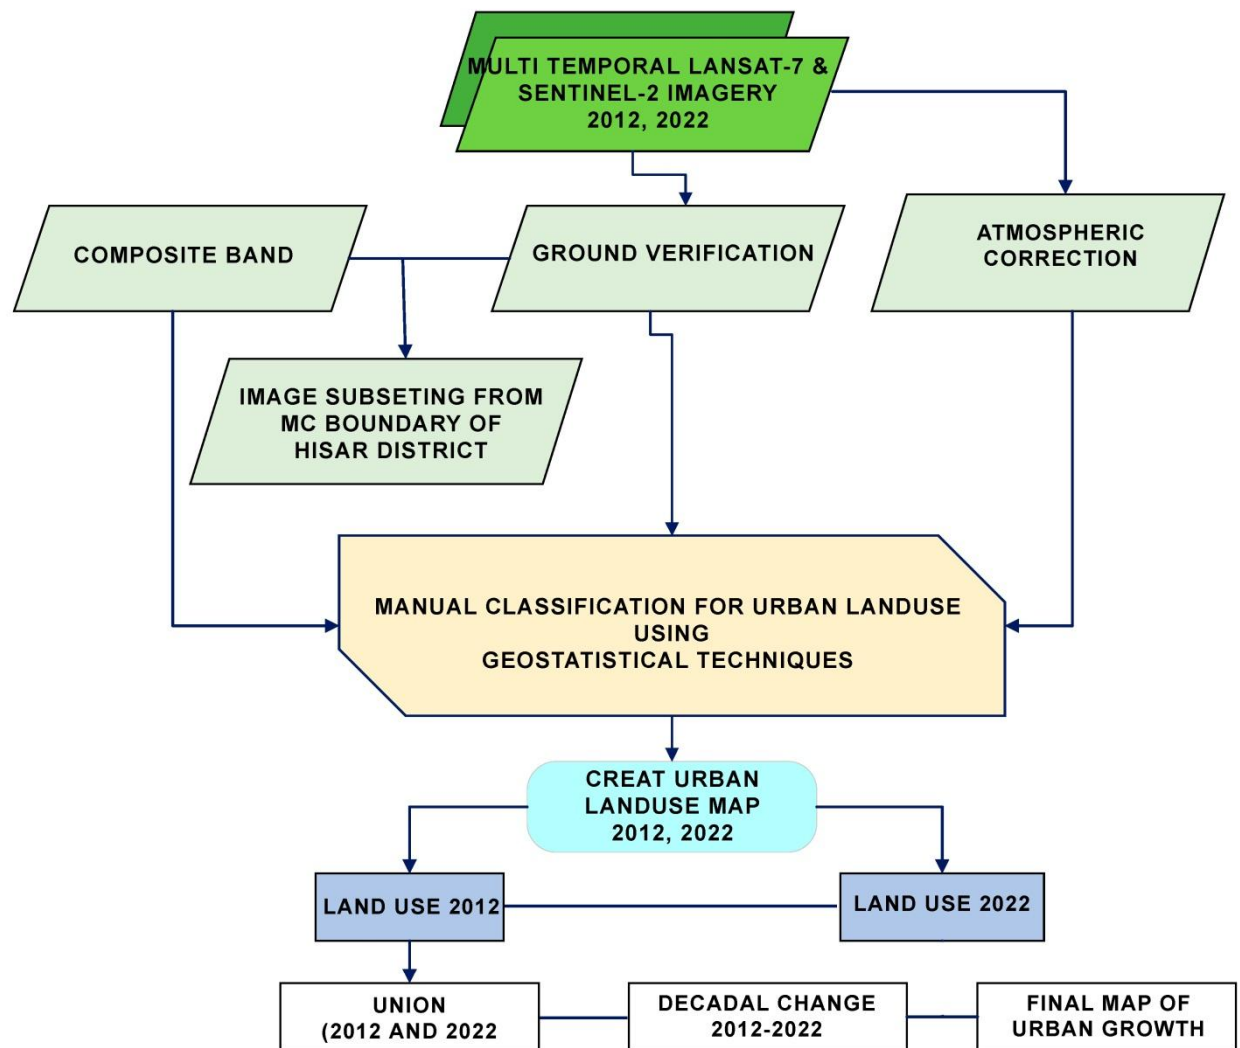 MULTI TEMPORAL LANSAT-7 &
SENTINEL-2 IMAGERY
2012, 2022
COMPOSITE BAND
GROUND VERIFICATION
ATMOSPHERIC
CORRECTION
IMAGE SUBSETING FROM
MC BOUNDARY OF
HISAR DISTRICT
MANUAL CLASSIFICATION FOR URBAN LANDUSE
USING
GEOSTATISTICAL TECHNIQUES
CREAT URBAN
LANDUSE MAP
2012, 2022
LAND USE 2012
LAND USE 2022
UNION
(2012 AND 2022
DECADAL CHANGE
2012-2022
FINAL MAP OF
URBAN GROWTH